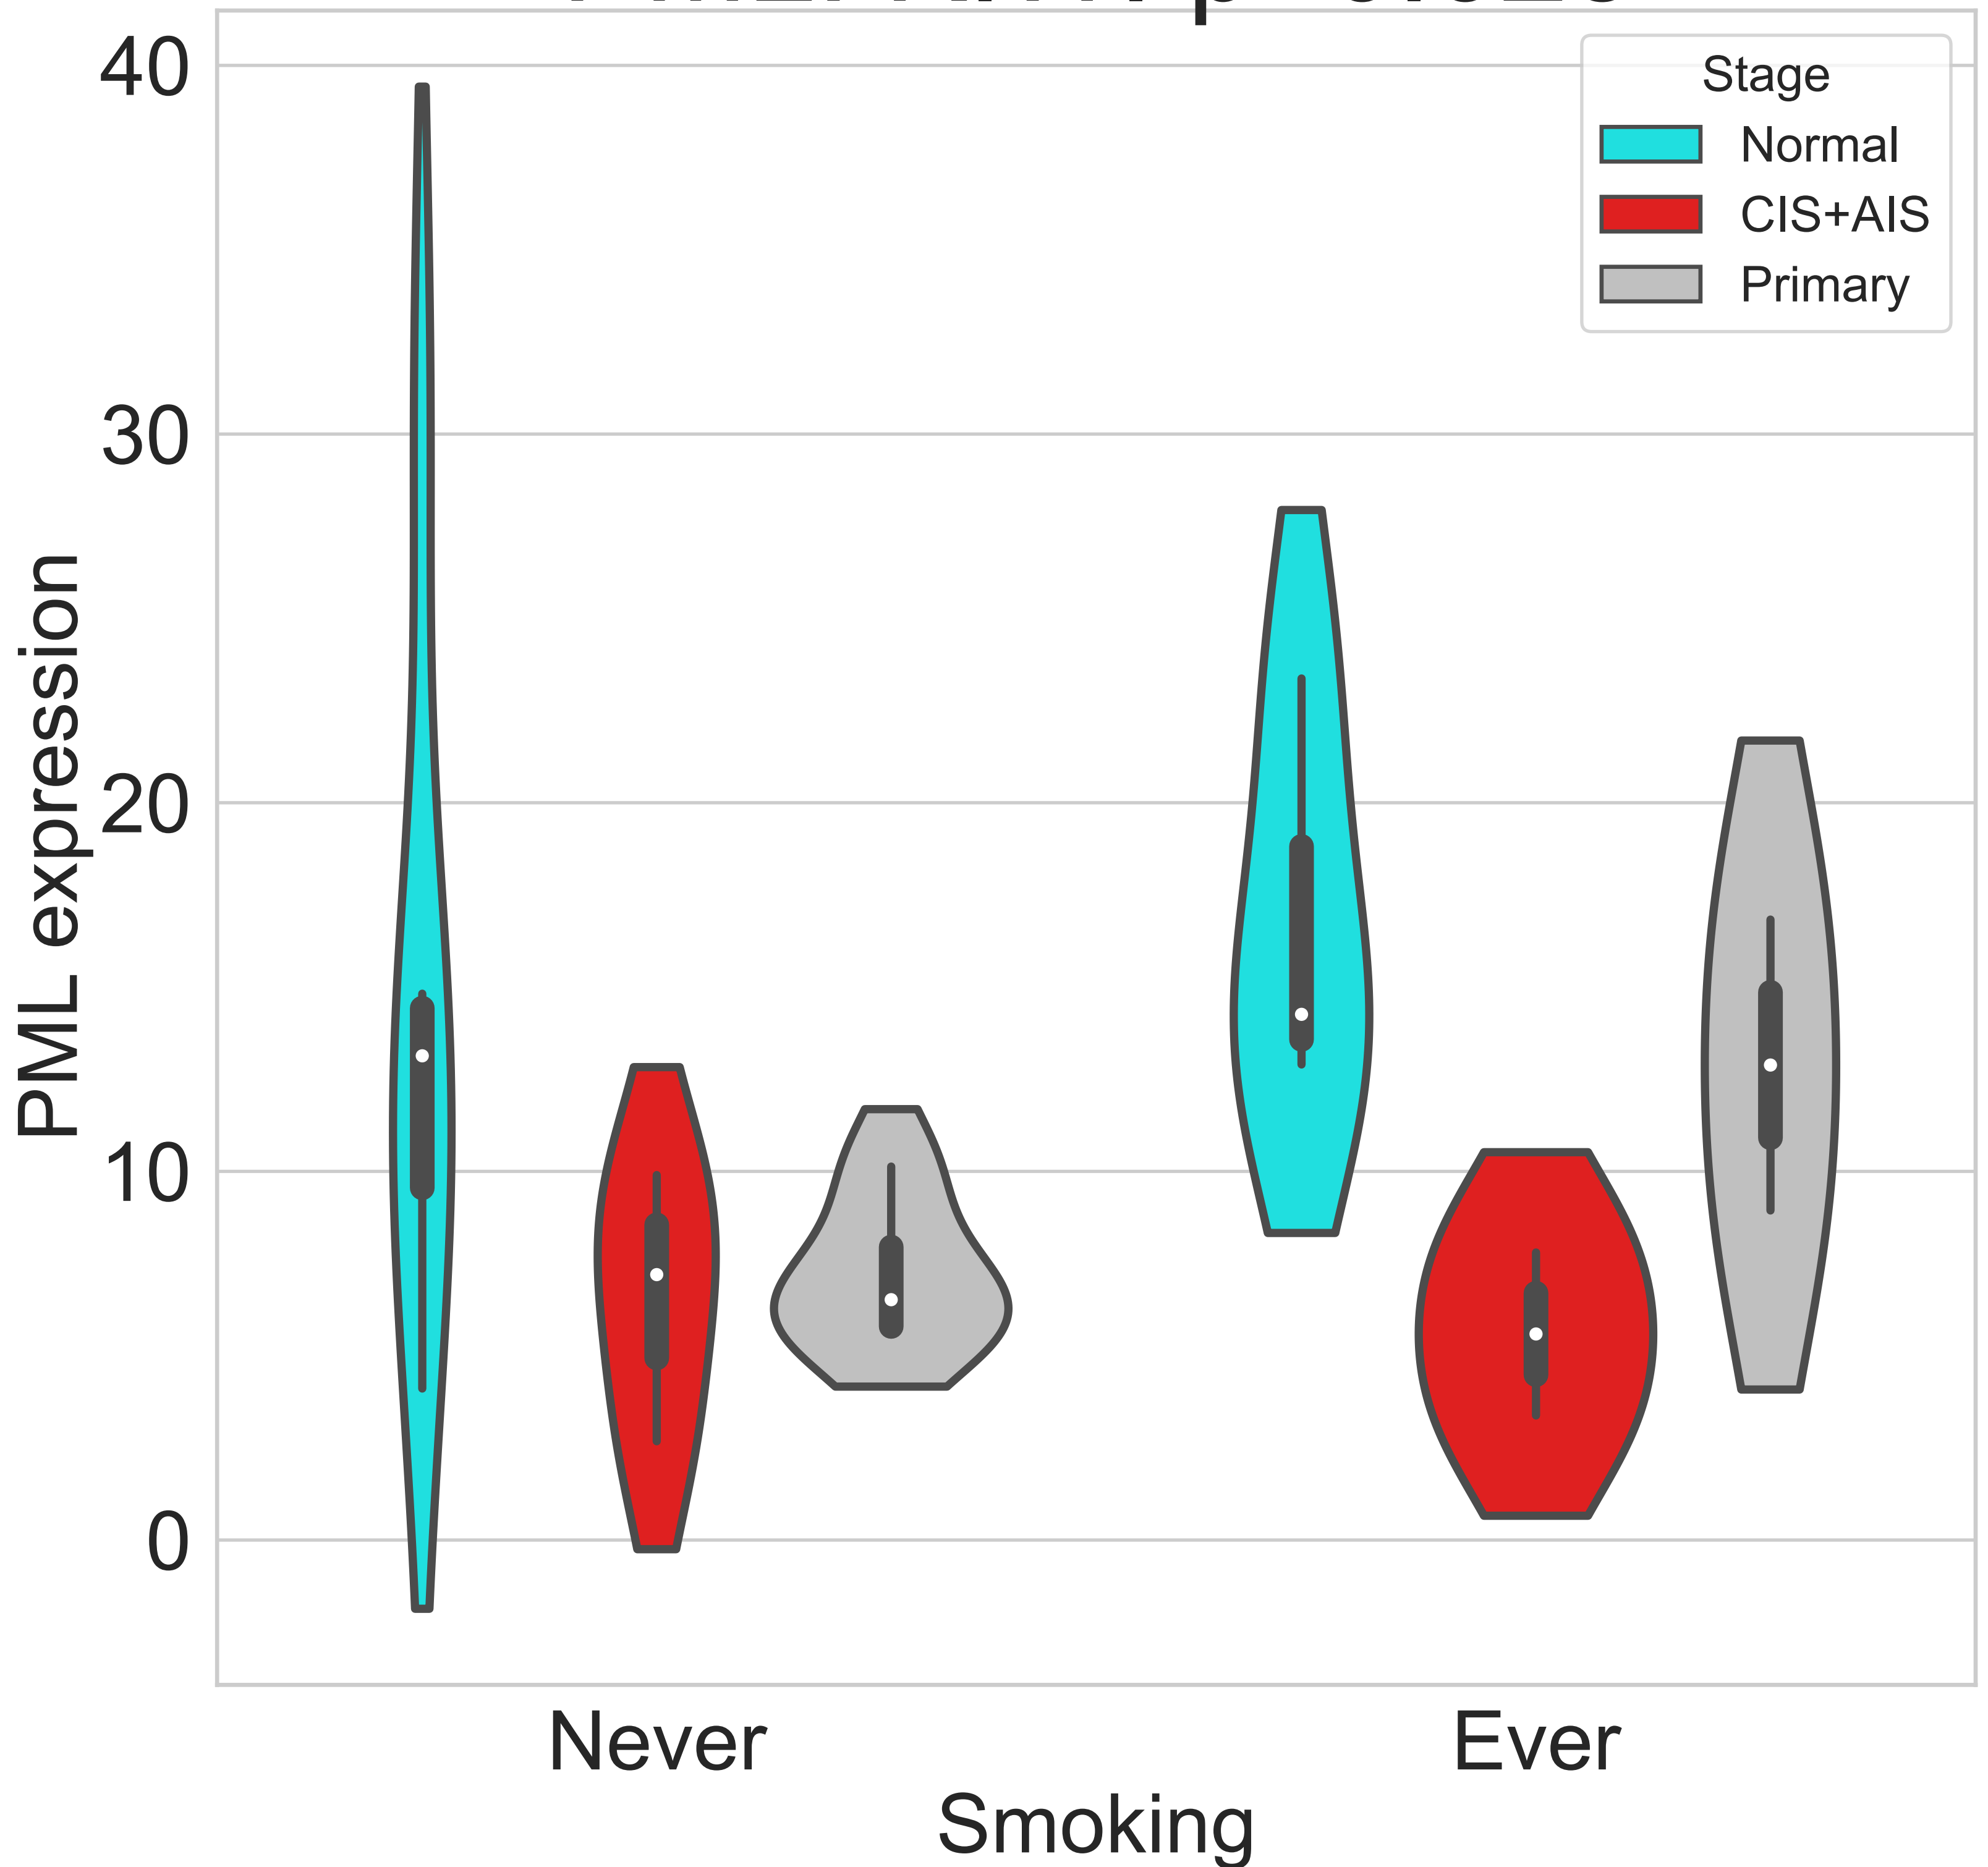 Stage
Normal
CIS+AIS
Primary
40
30
20
10
0
PML expression
Never
Ever
Smoking